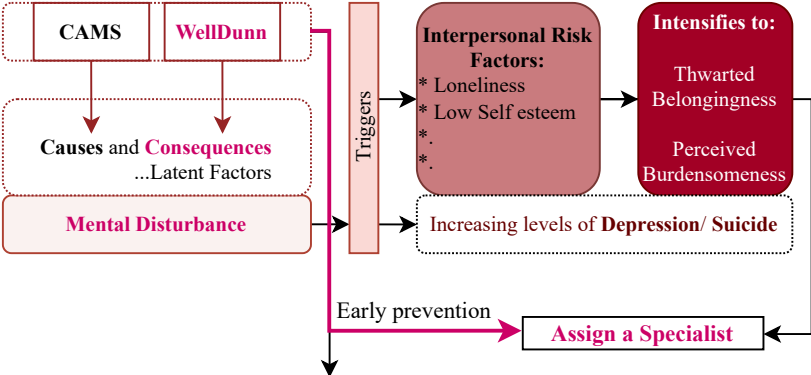 CAMS
WellDunn
Causes and Consequences
...Latent Factors
Mental Disturbance
Triggers
Interpersonal Risk
Factors:
* Loneliness
* Low Self esteem
*.
*.
Intensifies to:
Thwarted
Belongingness
Perceived
Burdensomeness
Increasing levels of Depression/ Suicide
Early prevention
Assign a Specialist